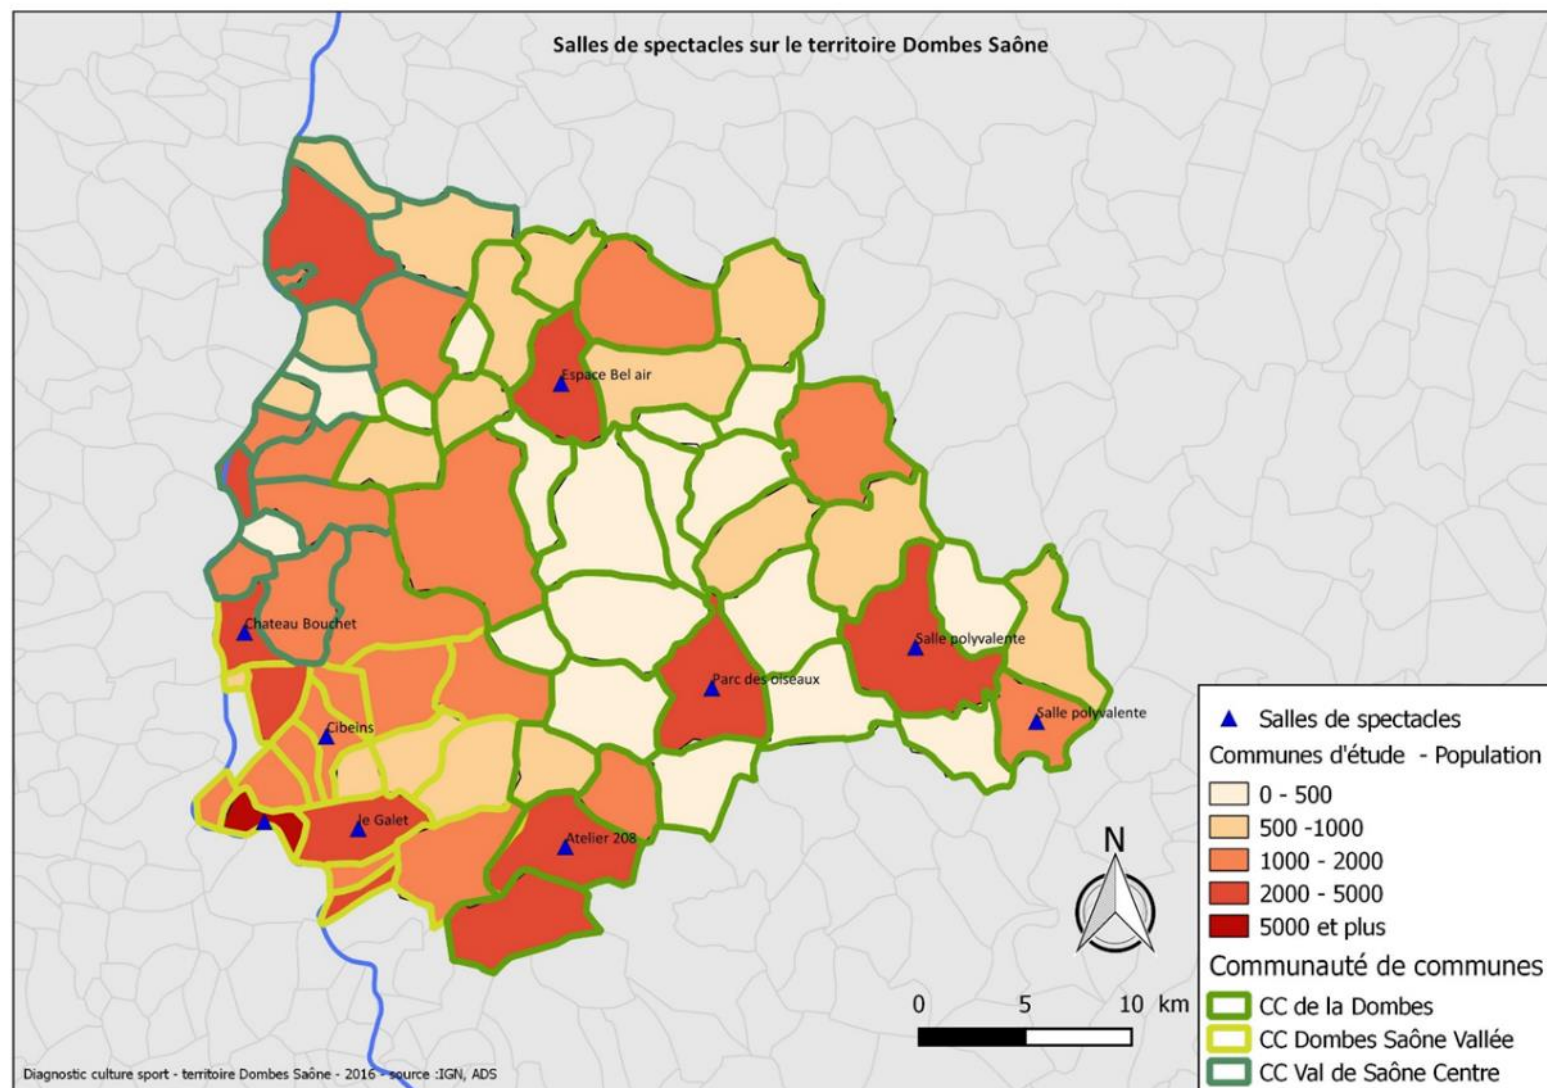 Salles de spectacles sur le territoire Dombes Saône
Espace Bel air
Chateau Bouchet
Salle polyvalente
Parc des oiseaux
Salle polyvalente
Cibeins
le Galet
Atelier 208
N
0 5 10 km
Salles de spectacles
Communes d'étude - Population
0 - 500
500 -1000
1000 - 2000
2000 - 5000
5000 et plus
Communauté de communes
CC de la Dombes
CC Dombes Saône Vallée
CC Val de Saône Centre
Diagnostic culture sport - territoire Dombes Saône - 2016 - source :IGN, ADS